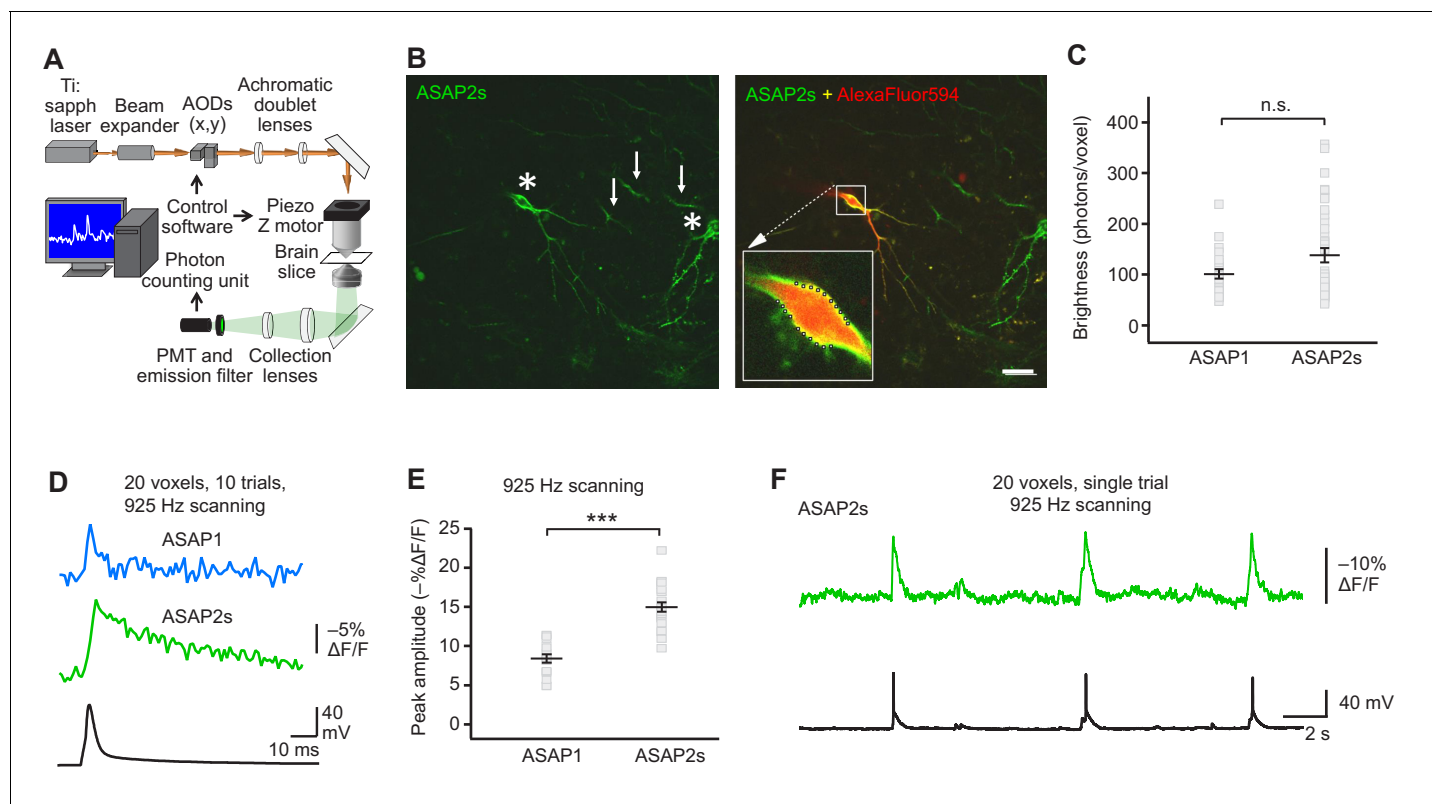 A
Ti:
sapph
laser
Beam
expander
AODs
(x,y)
Achromatic
doublet
lenses
Control
software
Piezo
Z motor
Brain
slice
Photon
counting unit
PMT and
emission filter
Collection
lenses
B
ASAP2s
*
*
ASAP2s + AlexaFluor594
C
n.s.
Brightness (photons/voxel)
400
300
200
100
0
ASAP1
ASAP2s
D
20 voxels, 10 trials,
925 Hz scanning
ASAP1
ASAP2s
–5%
ΔF/F
40
mV
10 ms
E
925 Hz scanning
***
Peak amplitude (–%ΔF/F)
25
20
15
10
5
0
ASAP1
ASAP2s
F
20 voxels, single trial
925 Hz scanning
ASAP2s
–10%
ΔF/F
40 mV
2 s